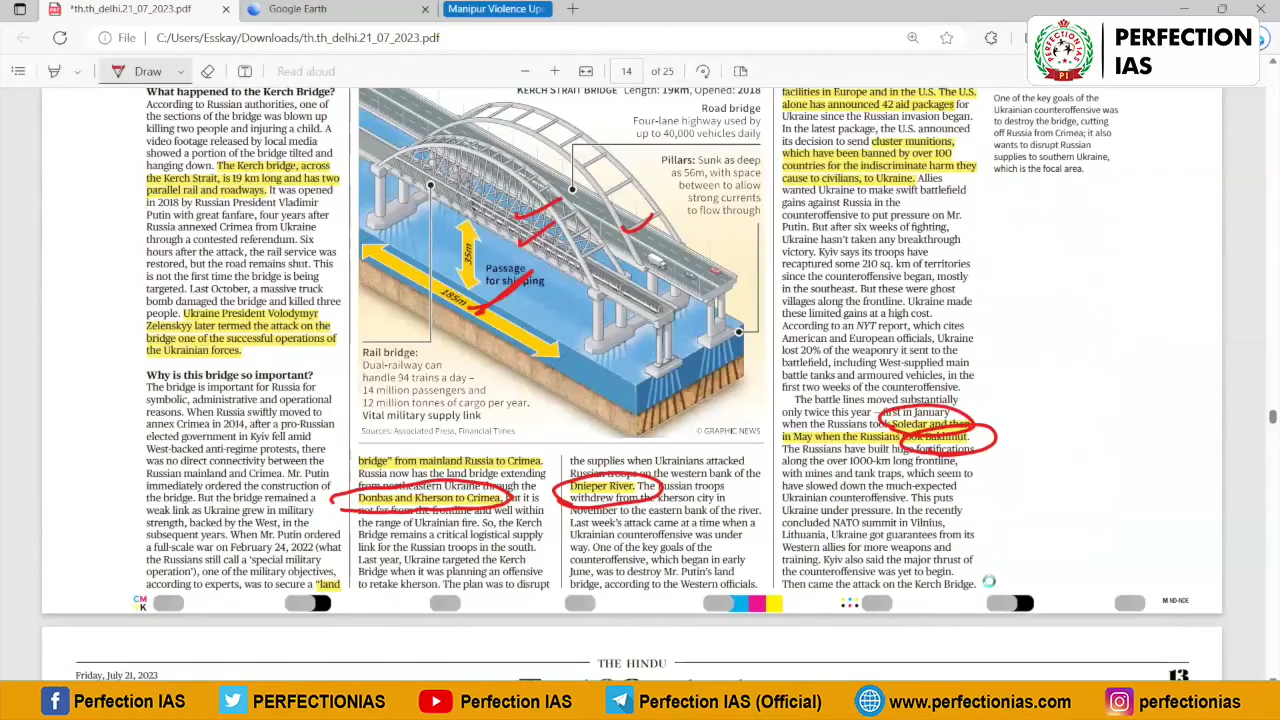 *th.th_delhi.21_07_2023.pdf
Google Earth
Manipur Violence Ups
File
C:/Users/Esskay/Downloads/th.th_delhi.21_07_2023.pdf
PERFECTION
IAS
Draw
Read aloud
14
of 25
What happened to the Kerch Bridge?
According to Russian authorities, one of
the sections of the bridge was blown up
killing two people and injuring a child. A
video footage released by local media
showed a portion of the bridge tilted and
hanging down. The Kerch bridge, across
the Kerch Strait, is 19 km long and has two
parallel rail and roadways. It was opened
in 2018 by Russian President Vladimir
Putin with great fanfare, four years after
Russia annexed Crimea from Ukraine
through a contested referendum. Six
hours after the attack, the rail service was
restored, but the road remains shut. This
is not the first time the bridge is being
targeted. Last October, a massive truck
bomb damaged the bridge and killed three
people. Ukraine President Volodymyr
Zelenskyy later termed the attack on the
bridge one of the successful operations of
the Ukrainian forces.
Why is this bridge so important?
The bridge is important for Russia for
symbolic, administrative and operational
reasons. When Russia swiftly moved to
annex Crimea in 2014, after a pro-Russian
elected government in Kyiv fell amid
West-backed anti-regime protests, there
was no direct connectivity between the
Russian mainland and Crimea. Mr. Putin
immediately ordered the construction of
the bridge. But the bridge remained a
weak link as Ukraine grew in military
strength, backed by the West, in the
subsequent years. When Mr. Putin ordered
a full-scale war on February 24, 2022 (what
the Russians still call a ‘special military
operation’), one of the military objectives,
according to experts, was to secure a “land
KERCH STRAIT BRIDGE Length: 19km, Opened: 2018
Road bridge
Four-lane highway used by
up to 40,000 vehicles daily
Pillars: Sunk as deep
as 56m, with space
between to allow
strong currents
to flow through
35m
Passage
for shipping
185m
Rail bridge:
Dual-railway can
handle 94 trains a day –
14 million passengers and
12 million tonnes of cargo per year.
Vital military supply link
Sources: Associated Press, Financial Times
© GRAPHIC NEWS
bridge” from mainland Russia to Crimea.
Russia now has the land bridge extending
from northeastern Ukraine through the
Donbas and Kherson to Crimea, but it is
not far from the frontline and well within
the range of Ukrainian fire. So, the Kerch
Bridge remains a critical logistical supply
link for the Russian troops in the south.
Last year, Ukraine targeted the Kerch
Bridge when it was planning an offensive
to retake kherson. The plan was to disrupt
the supplies when Ukrainians attacked
Russian troops on the western bank of the
Dnieper River. The Russian troops
withdrew from the kherson city in
November to the eastern bank of the river.
Last week’s attack came at a time when a
Ukrainian counteroffensive was under
way. One of the key goals of the
counteroffensive, which began in early
June, was to destroy Mr. Putin’s land
bridge, according to the Western officials.
facilities in Europe and in the U.S. The U.S.
alone has announced 42 aid packages for
Ukraine since the Russian invasion began.
In the latest package, the U.S. announced
its decision to send cluster munitions,
which have been banned by over 100
countries for the indiscriminate harm they
cause to civilians, to Ukraine. Allies
wanted Ukraine to make swift battlefield
gains against Russia in the
counteroffensive to put pressure on Mr.
Putin. But after six weeks of fighting,
Ukraine hasn’t taken any breakthrough
victory. Kyiv says its troops have
recaptured some 210 sq. km of territories
since the counteroffensive began, mostly
in the southeast. But these were ghost
villages along the frontline. Ukraine made
these limited gains at a high cost.
According to an NYT report, which cites
American and European officials, Ukraine
lost 20% of the weaponry it sent to the
battlefield, including West-supplied main
battle tanks and armoured vehicles, in the
first two weeks of the counteroffensive.
The battle lines moved substantially
only twice this year — first in January
when the Russians took Soledar and then
in May when the Russians took Bakhmut.
The Russians have built huge fortifications
along the over 1000-km long frontline,
with mines and tank traps, which seem to
have slowed down the much-expected
Ukrainian counteroffensive. This puts
Ukraine under pressure. In the recently
concluded NATO summit in Vilnius,
Lithuania, Ukraine got guarantees from its
Western allies for more weapons and
training. Kyiv also said the major thrust of
the counteroffensive was yet to begin.
Then came the attack on the Kerch Bridge.
One of the key goals of the
Ukrainian counteroffensive was
to destroy the bridge, cutting
off Russia from Crimea; it also
wants to disrupt Russian
supplies to southern Ukraine,
which is the focal area.
CM
YK
M ND-NDE
THE HINDU
Friday, July 21, 2023
13
Perfection IAS
PERFECTIONIAS
Perfection IAS
Perfection IAS (Official)
www.perfectionias.com
perfectionias